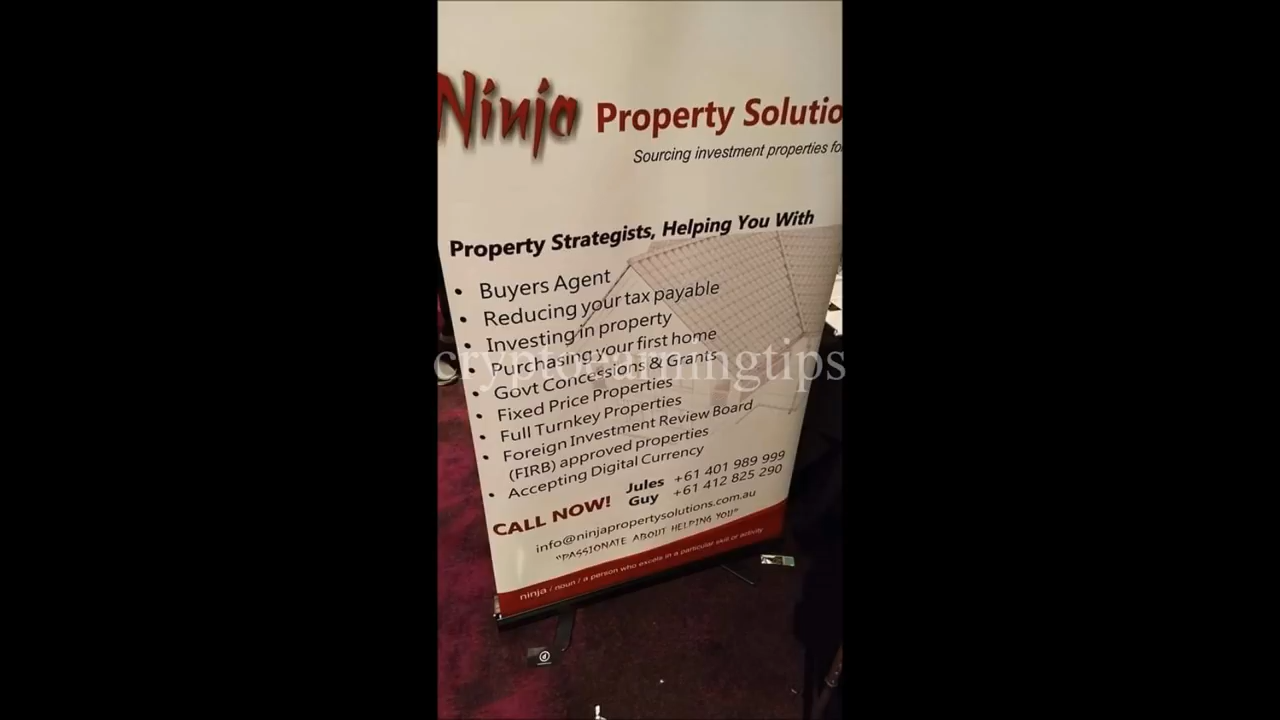 Ninja Property Solutio
Sourcing investment properties fo
Property Strategists, Helping You With
• Buyers Agent
• Reducing your tax payable
• Investing in property
• Purchasing your first home
• Govt Concessions & Grants
• Fixed Price Properties
• Full Turnkey Properties
• Foreign Investment Review Board
(FIRB) approved properties
• Accepting Digital Currency
cryptoearningtips
CALL NOW! Jules +61 401 989 999
Guy +61 412 825 290
info@ninjapropertysolutions.com.au
"PASSIONATE ABOUT HELPING YOU"
ninja / noun / a person who excels in a particular skill or activity